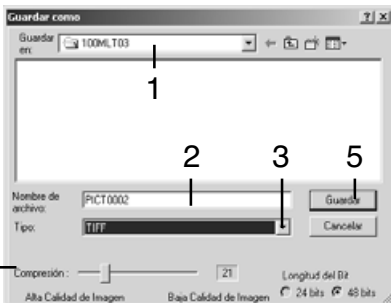 Guardar como
Guardar en: 100MLT03
1
2 3 5
Nombre de archivo: PICT0002 Guardar
Tipo: TIFF Cancelar
Compresión : 21 Longitud del Bit
Alta Calidad de Imagen Baja Calidad de Imagen 24 bits 48 bits